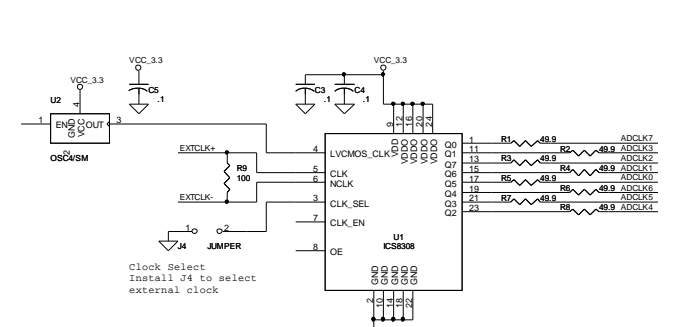 VCC_3.3
VCC_3.3
VCC_3.3
C5
.1
C3
.1
C4
.1
U2
4
1
EN
GND
VCC
OUT
3
2
OSC4/SM
9
12
16
20
24
VDD
VDDO
VDDO
VDDO
VDDO
EXTCLK+
R9
100
EXTCLK-
4
LVCMOS_CLK
5
CLK
6
NCLK
3
CLK_SEL
7
CLK_EN
8
OE
Q0
1
R1
49.9
ADCLK7
Q1
11
R2
49.9
ADCLK3
Q7
13
R3
49.9
ADCLK2
Q6
15
R4
49.9
ADCLK1
Q5
17
R5
49.9
ADCLK0
Q4
19
R6
49.9
ADCLK6
Q3
21
R7
49.9
ADCLK5
Q2
23
R8
49.9
ADCLK4
1
2
J4
JUMPER
U1
ICS8308
Clock Select
Install J4 to select
external clock
GND
GND
GND
GND
GND
2
10
14
18
22